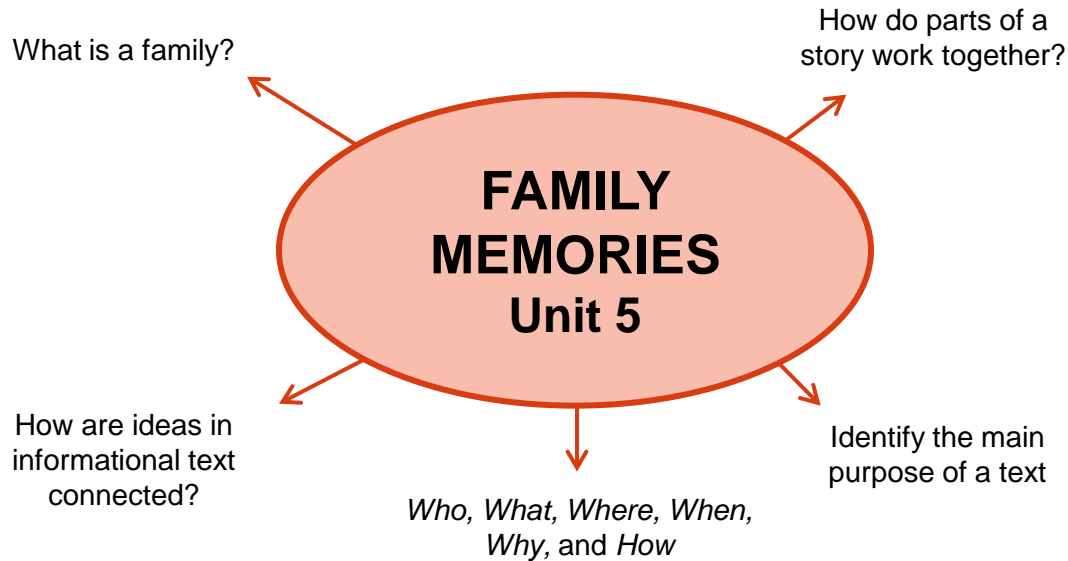 What is a family?
How do parts of a
story work together?
FAMILY
MEMORIES
Unit 5
How are ideas in
informational text
connected?
Who, What, Where, When,
Why, and How
Identify the main
purpose of a text